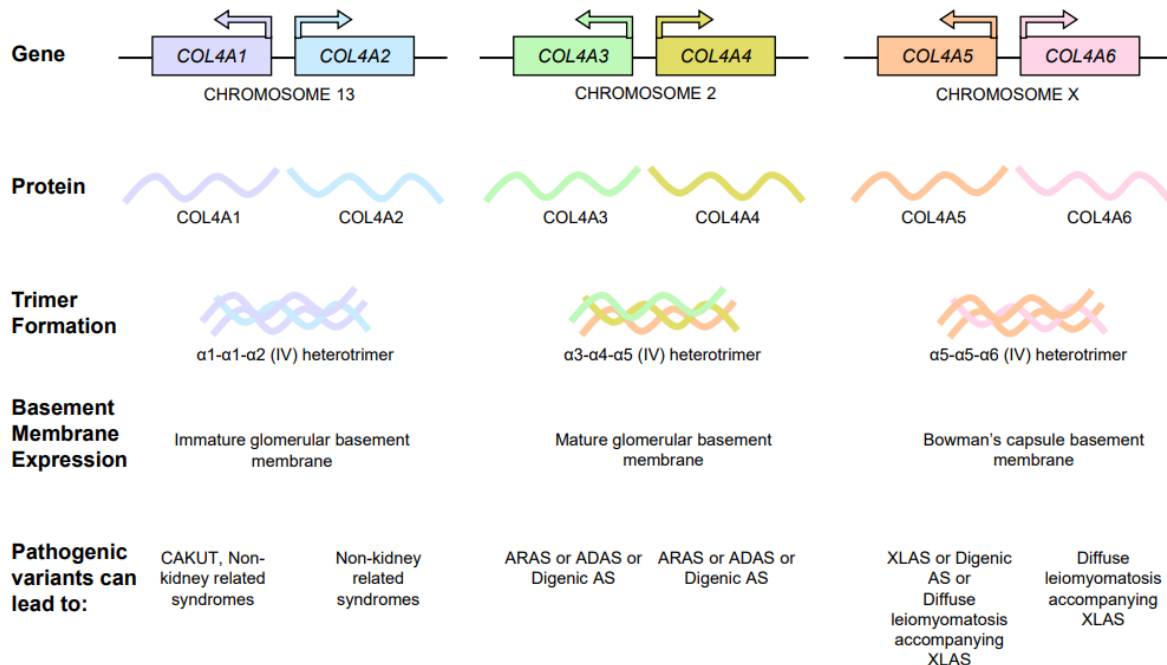 Gene
COL4A1
COL4A2
COL4A3
COL4A4
COL4A5
COL4A6
CHROMOSOME 13
CHROMOSOME 2
CHROMOSOME X
Protein
COL4A1
COL4A2
COL4A3
COL4A4
COL4A5
COL4A6
Trimer
Formation
α1-α1-α2 (IV) heterotrimer
α3-α4-α5 (IV) heterotrimer
α5-α5-α6 (IV) heterotrimer
Basement
Membrane
Expression
Immature glomerular basement
membrane
Mature glomerular basement
membrane
Bowman’s capsule basement
membrane
Pathogenic
variants can
lead to:
CAKUT, Non-
kidney related
syndromes
Non-kidney
related
syndromes
ARAS or ADAS or
Digenic AS
ARAS or ADAS or
Digenic AS
XLAS or Digenic
AS or
Diffuse
leiomyomatosis
accompanying
XLAS
Diffuse
leiomyomatosis
accompanying
XLAS